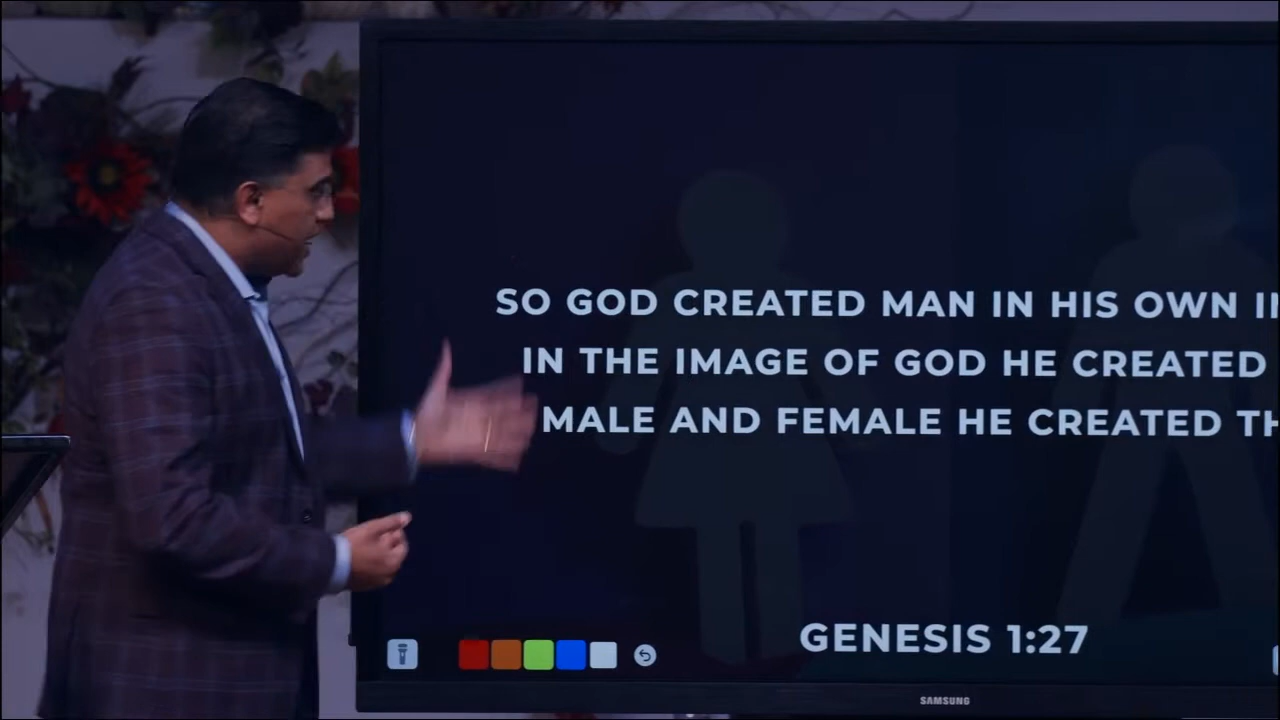 SO GOD CREATED MAN IN HIS OWN
IN THE IMAGE OF GOD HE CREATED
MALE AND FEMALE HE CREATED
GENESIS 1:27
SAMSUNG